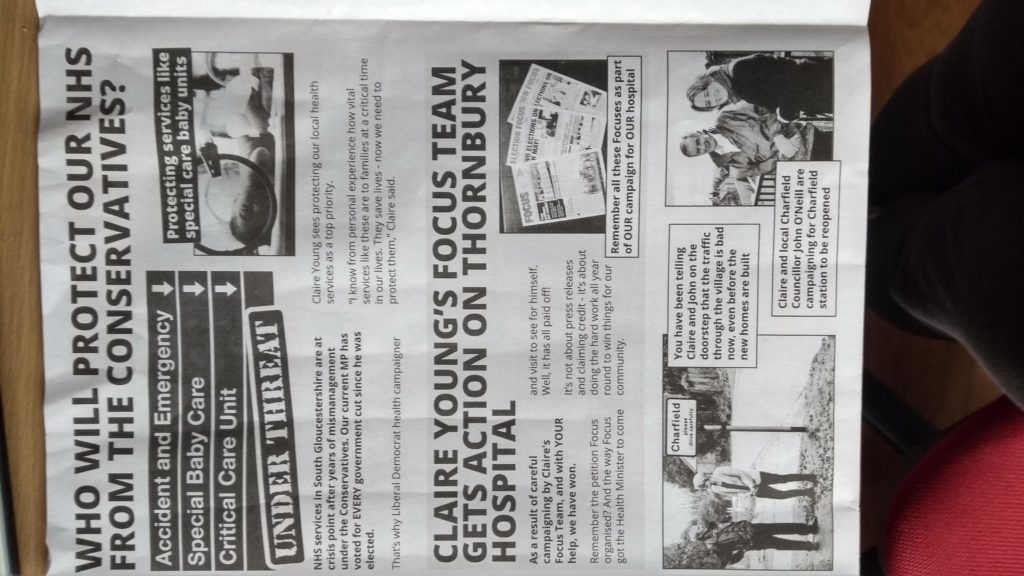 WHO WILL PROTECT OUR NHS
FROM THE CONSERVATIVES?
Accident and Emergency
Special Baby Care
Critical Care Unit
UNDER THREAT
Protecting services like
special care baby units
NHS services in South Gloucestershire are at
crisis point after years of mismanagement
under the Conservatives. Our current MP has
voted for EVERY government cut since he was
elected.
That's why Liberal Democrat health campaigner
Claire Young sees protecting our local health
services as a top priority.
"I know from personal experience how vital
services like these are to families at a critical time
in our lives. They save lives - now we need to
protect them," Claire said.
CLAIRE YOUNG'S FOCUS TEAM
GETS ACTION ON THORNBURY
HOSPITAL
As a result of careful
campaigning by Claire's
Focus Team, and with YOUR
help, we have won.
Remember the petition Focus
organised? And the way Focus
got the Health Minister to come
and visit to see for himself.
Well, it has all paid off!
It's not about press releases
and claiming credit - it's about
doing the hard work all year
round to win things for our
community.
FOCUS
ELECTION FOCUS
FOCUS
Remember all these Focuses as part
of OUR campaign for OUR hospital
Charfield
please
drive carefully
You have been telling
Claire and John on the
doorstep that the traffic
through the village is bad
now, even before the
new homes are built
Claire and local Charfield
Councillor John O'Neill are
campaigning for Charfield
station to be reopened